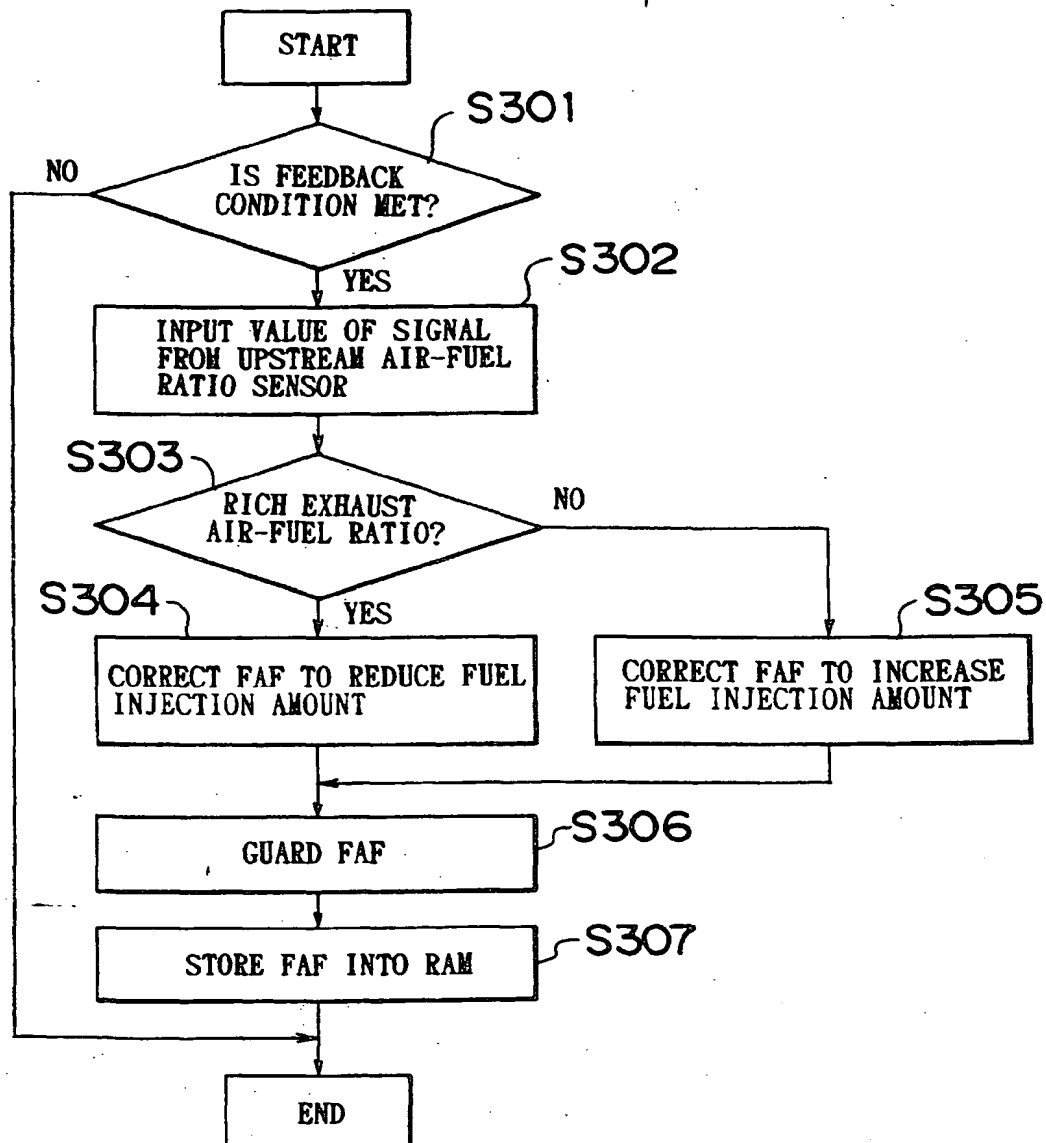 START
S301
NO
IS FEEDBACK
CONDITION MET?
YES
S302
INPUT VALUE OF SIGNAL
FROM UPSTREAM AIR-FUEL
RATIO SENSOR
S303
RICH EXHAUST
AIR-FUEL RATIO?
NO
S304
YES
S305
CORRECT FAF TO REDUCE FUEL
INJECTION AMOUNT
CORRECT FAF TO INCREASE
FUEL INJECTION AMOUNT
S306
GUARD FAF
S307
STORE FAF INTO RAM
END